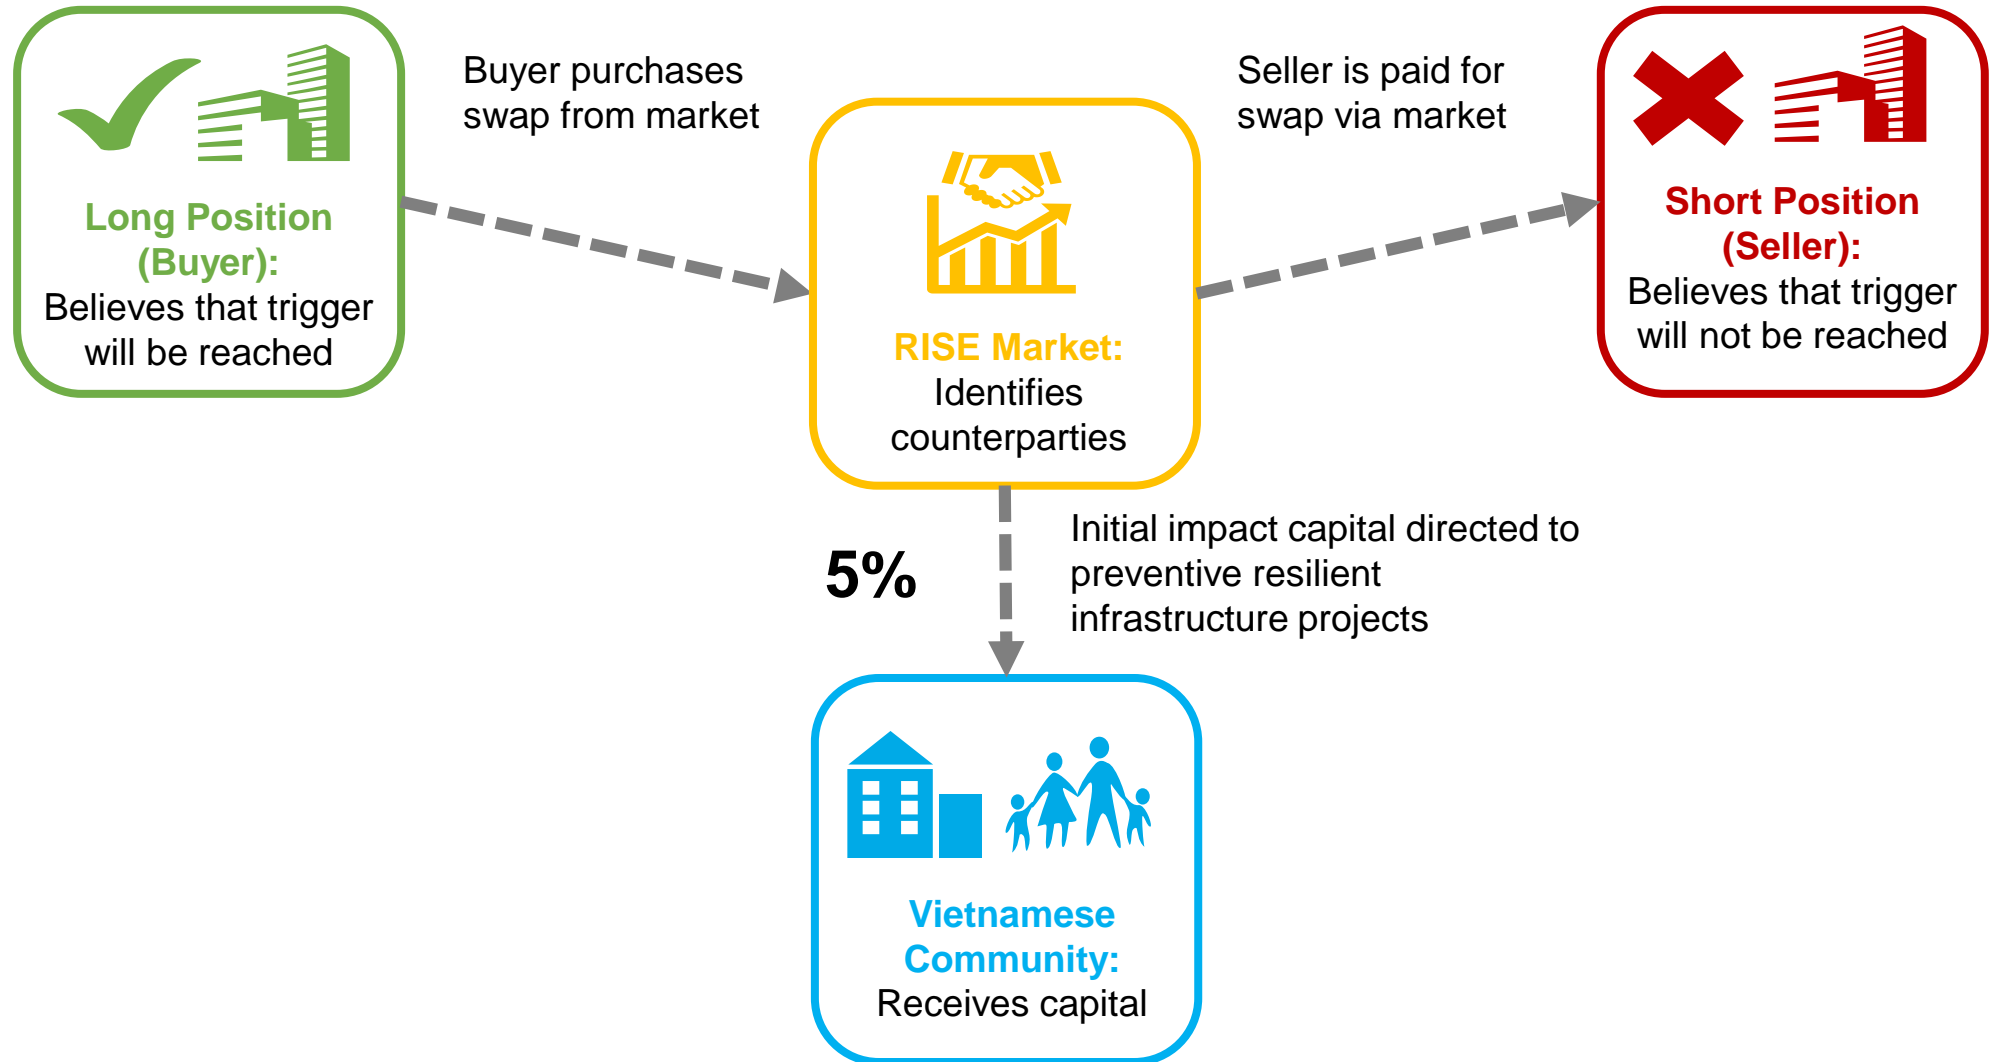 Long Position
(Buyer):
Believes that trigger
will be reached
Buyer purchases
swap from market
RISE Market:
Identifies
counterparties
Seller is paid for
swap via market
Short Position
(Seller):
Believes that trigger
will not be reached
5%
Initial impact capital directed to
preventive resilient
infrastructure projects
Vietnamese
Community:
Receives capital